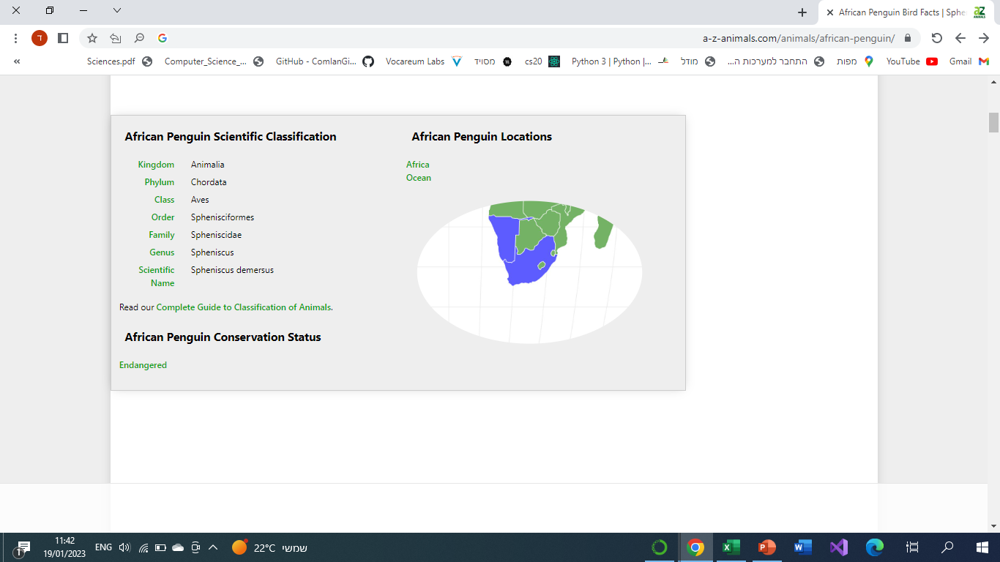 African Penguin Bird Facts | Sphe
AZ
ANIMALS
ד
a-z-animals.com/animals/african-penguin/
«
Sciences.pdf
Computer_Science_...
GitHub - ComlanGi...
Vocareum Labs
מסויד
cs20
Python 3 | Python |...
מודל
התחבר למערכות ה...
מפות
YouTube
Gmail
African Penguin Scientific Classification
Kingdom Animalia
Phylum Chordata
Class Aves
Order Sphenisciformes
Family Spheniscidae
Genus Spheniscus
Scientific Name Spheniscus demersus
Read our Complete Guide to Classification of Animals.
African Penguin Conservation Status
Endangered
African Penguin Locations
Africa
Ocean
1
11:42
19/01/2023
ENG
22°C שמשי